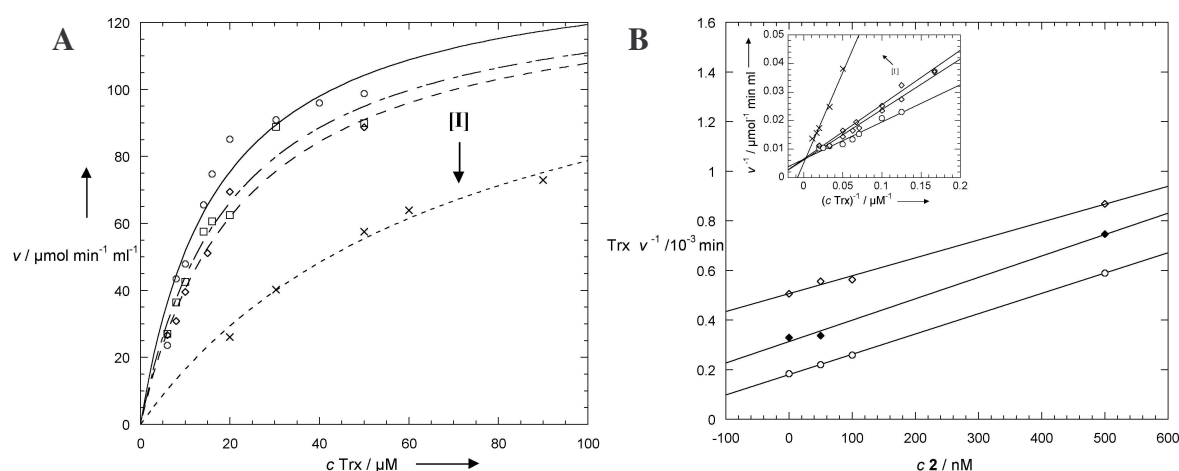 A
120
100
80
60
40
20
0
v / µmol min⁻¹ ml⁻¹
[I]
0 20 40 60 80 100
c Trx / µM
B
1.6
1.4
1.2
1
0.8
0.6
0.4
0.2
0
Trx v⁻¹ /10⁻³ min
0.05
0.04
0.03
0.02
0.01
0
v⁻¹ / µmol⁻¹ min ml
[I]
0 0.05 0.1 0.15 0.2
(c Trx)⁻¹ / µM⁻¹
-100 0 100 200 300 400 500 600
c 2 / nM